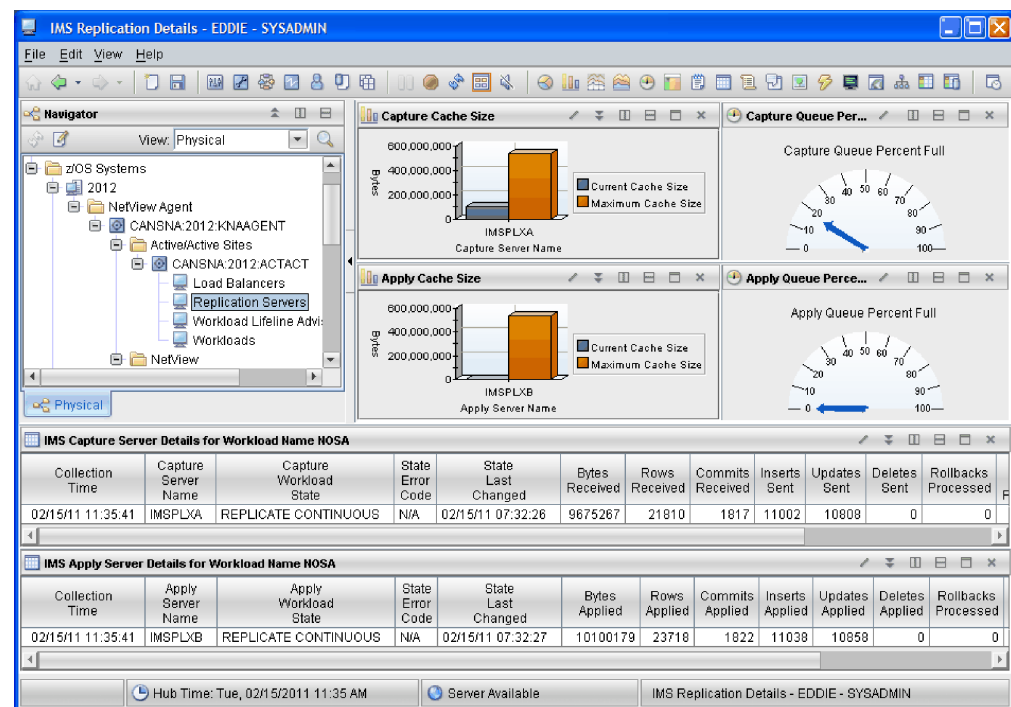 IMS Replication Details - EDDIE - SYSADMIN
File Edit View Help
Navigator
View: Physical
z/OS Systems
2012
NetView Agent
CANSNA:2012:KNAAGENT
Active/Active Sites
CANSNA:2012:ACTACT
Load Balancers
Replication Servers
Workload Lifeline Advi
Workloads
NetView
Physical
Capture Cache Size
600,000,000
400,000,000
200,000,000
0
Bytes
IMSPLXA
Capture Server Name
Current Cache Size
Maximum Cache Size
Capture Queue Per...
Capture Queue Percent Full
0 10 20 30 40 50 60 70 80 90 100
Apply Cache Size
600,000,000
400,000,000
200,000,000
0
Bytes
IMSPLXB
Apply Server Name
Current Cache Size
Maximum Cache Size
Apply Queue Perce...
Apply Queue Percent Full
0 10 20 30 40 50 60 70 80 90 100
IMS Capture Server Details for Workload Name NOSA
Collection Time Capture Server Name Capture Workload State State Error Code State Last Changed Bytes Received Rows Received Commits Received Inserts Sent Updates Sent Deletes Sent Rollbacks Processed
02/15/11 11:35:41 IMSPLXA REPLICATE CONTINUOUS N/A 02/15/11 07:32:26 9675267 21810 1817 11002 10808 0 0
IMS Apply Server Details for Workload Name NOSA
Collection Time Apply Server Name Apply Workload State State Error Code State Last Changed Bytes Applied Rows Applied Commits Applied Inserts Applied Updates Applied Deletes Applied Rollbacks Processed
02/15/11 11:35:41 IMSPLXB REPLICATE CONTINUOUS N/A 02/15/11 07:32:27 10100179 23718 1822 11038 10858 0 0
Hub Time: Tue, 02/15/2011 11:35 AM
Server Available
IMS Replication Details - EDDIE - SYSADMIN